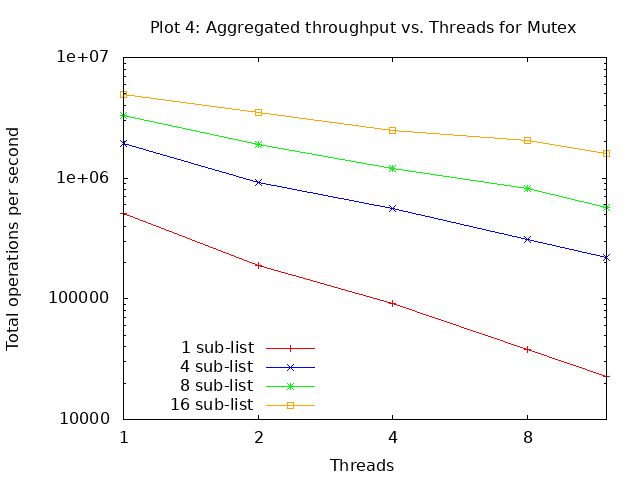 Plot 4: Aggregated throughput vs. Threads for Mutex
1e+07
1e+06
100000
10000
Total operations per second
1 sub-list
4 sub-list
8 sub-list
16 sub-list
1 2 4 8
Threads